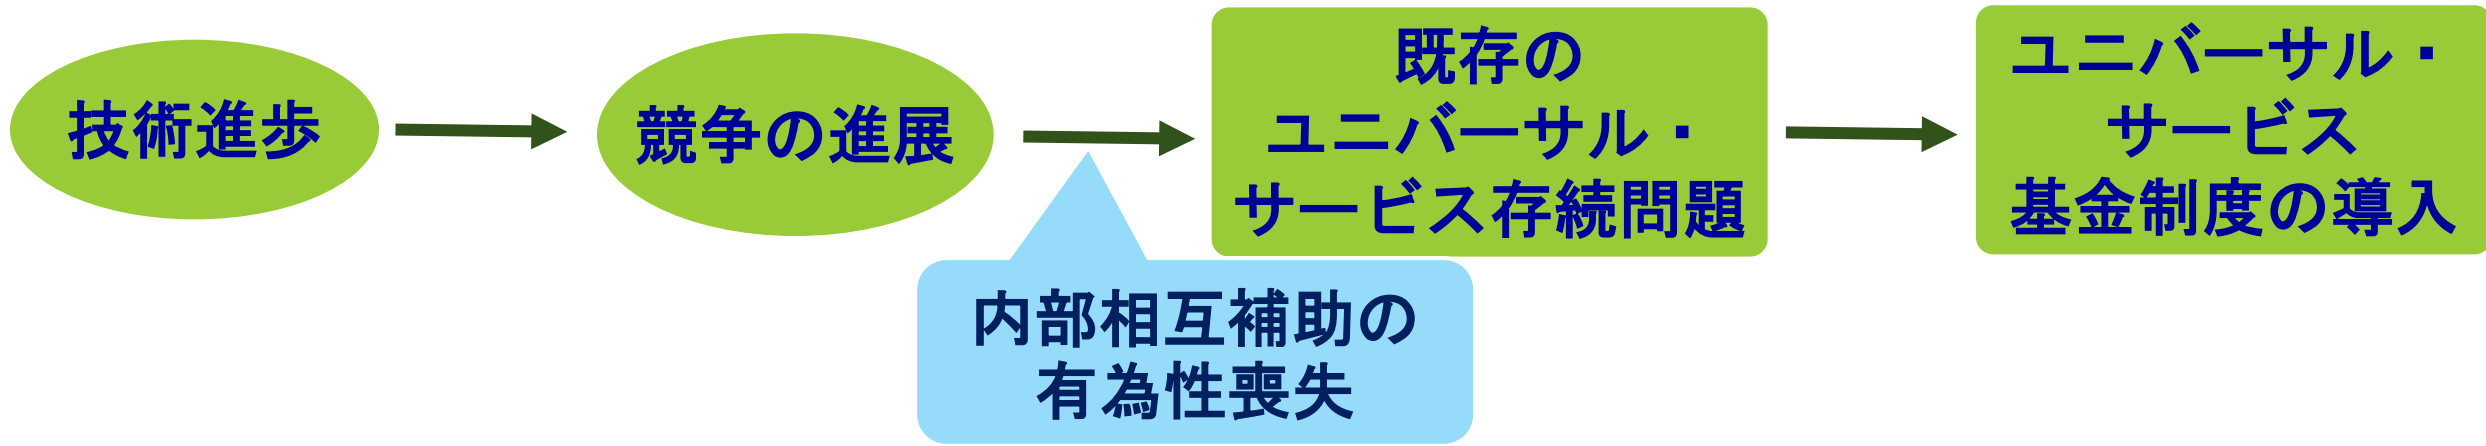 技術進歩
競争の進展
既存の
ユニバーサル・
サービス存続問題
ユニバーサル・
サービス
基金制度の導入
内部相互補助の
有為性喪失